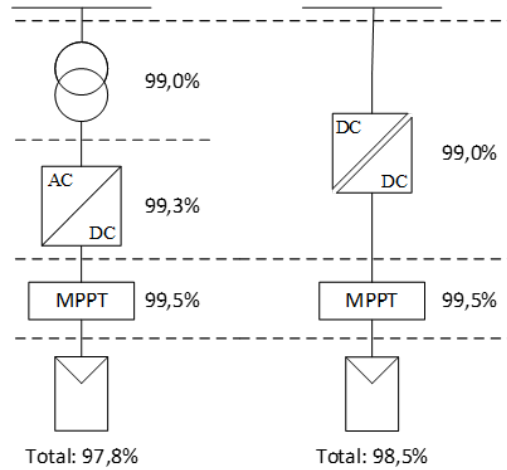 99,0%
DC
DC
99,0%
AC
DC
99,3%
MPPT
99,5%
MPPT
99,5%
Total: 97,8%
Total: 98,5%